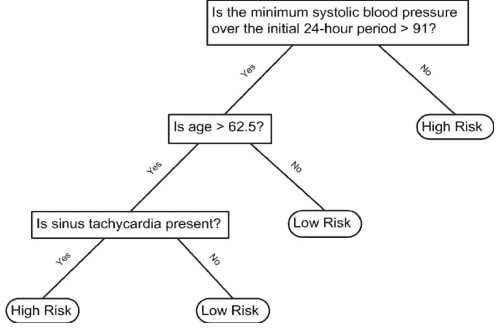 Is the minimum systolic blood pressure
over the initial 24-hour period > 91?
Yes
No
Is age > 62.5?
High Risk
Yes
No
Is sinus tachycardia present?
Low Risk
Yes
No
High Risk
Low Risk